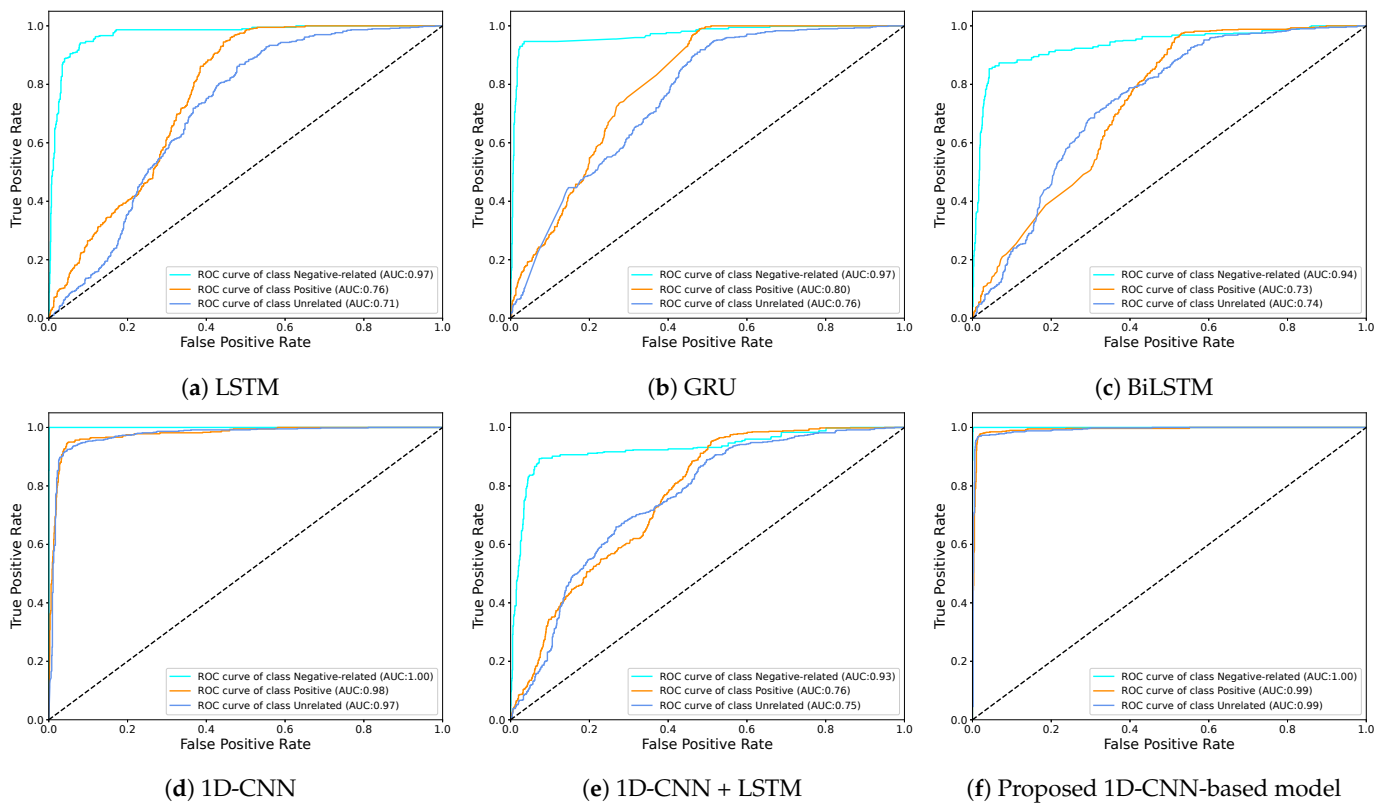 1.0
0.8
0.6
0.4
0.2
0.0
True Positive Rate
ROC curve of class Negative-related (AUC:0.97)
ROC curve of class Positive (AUC:0.76)
ROC curve of class Unrelated (AUC:0.71)
0.0 0.2 0.4 0.6 0.8 1.0
False Positive Rate
(a) LSTM
1.0
0.8
0.6
0.4
0.2
0.0
True Positive Rate
ROC curve of class Negative-related (AUC:0.97)
ROC curve of class Positive (AUC:0.80)
ROC curve of class Unrelated (AUC:0.76)
0.0 0.2 0.4 0.6 0.8 1.0
False Positive Rate
(b) GRU
1.0
0.8
0.6
0.4
0.2
0.0
True Positive Rate
ROC curve of class Negative-related (AUC:0.94)
ROC curve of class Positive (AUC:0.73)
ROC curve of class Unrelated (AUC:0.74)
0.0 0.2 0.4 0.6 0.8 1.0
False Positive Rate
(c) BiLSTM
1.0
0.8
0.6
0.4
0.2
0.0
True Positive Rate
ROC curve of class Negative-related (AUC:1.00)
ROC curve of class Positive (AUC:0.98)
ROC curve of class Unrelated (AUC:0.97)
0.0 0.2 0.4 0.6 0.8 1.0
False Positive Rate
(d) 1D-CNN
1.0
0.8
0.6
0.4
0.2
0.0
True Positive Rate
ROC curve of class Negative-related (AUC:0.93)
ROC curve of class Positive (AUC:0.76)
ROC curve of class Unrelated (AUC:0.75)
0.0 0.2 0.4 0.6 0.8 1.0
False Positive Rate
(e) 1D-CNN + LSTM
1.0
0.8
0.6
0.4
0.2
0.0
True Positive Rate
ROC curve of class Negative-related (AUC:1.00)
ROC curve of class Positive (AUC:0.99)
ROC curve of class Unrelated (AUC:0.99)
0.0 0.2 0.4 0.6 0.8 1.0
False Positive Rate
(f) Proposed 1D-CNN-based model